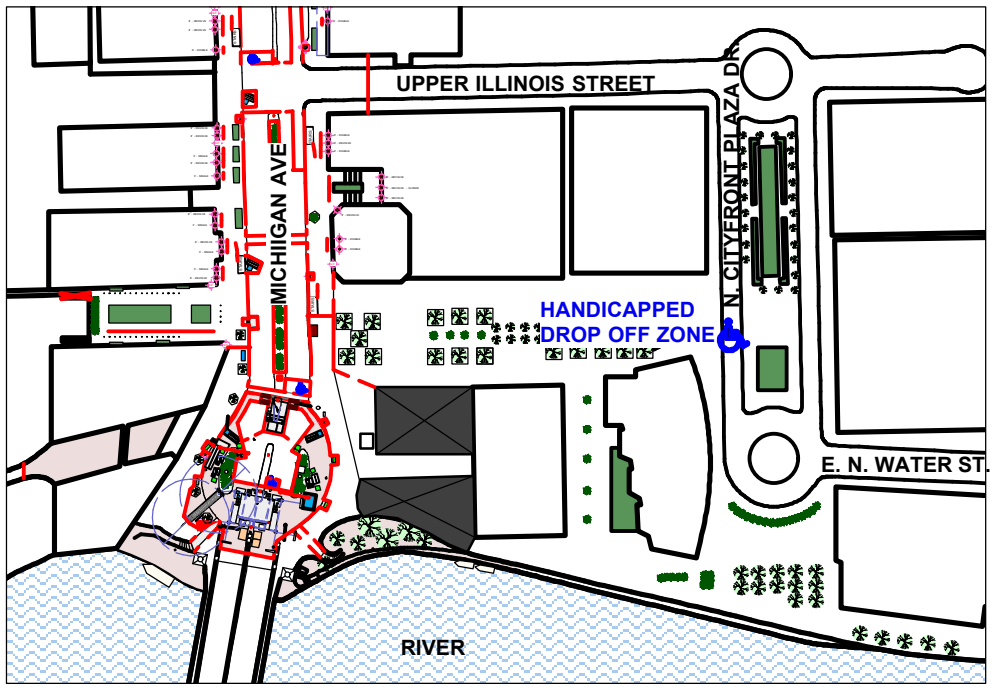 UPPER ILLINOIS STREET
N. CITYFRONT PLAZA DR.
MICHIGAN AVE
HANDICAPPED
DROP OFF ZONE
E. N. WATER ST.
RIVER